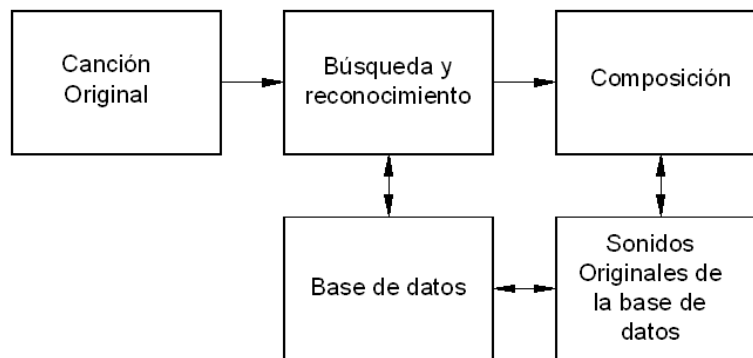 Canción
Original
Búsqueda y
reconocimiento
Composición
Base de datos
Sonidos
Originales de
la base de
datos